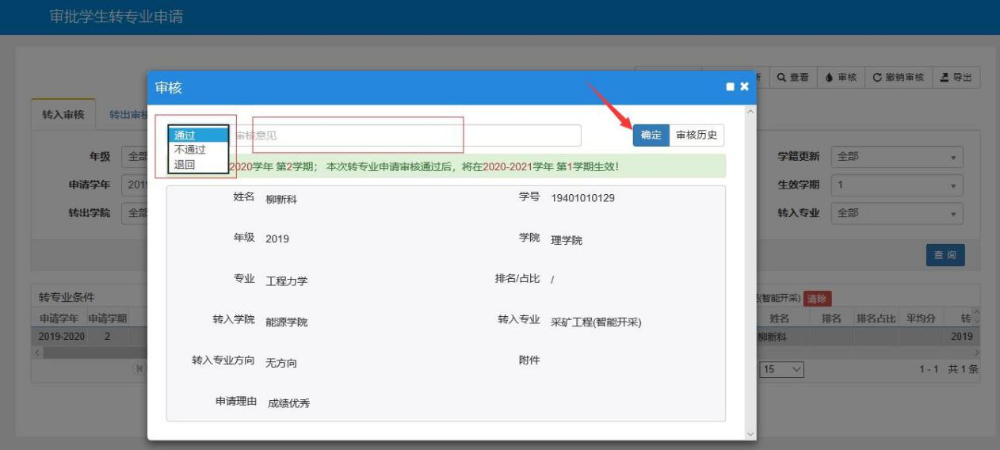 审批学生转专业申请
审核
查看 审核 撤销审核 导出
转入审核 转出审核
通过 审核意见 确定 审核历史
不通过
退回
2020学年 第2学期； 本次转专业申请审核通过后，将在2020-2021学年 第1学期生效！
年级 全部 学籍更新 全部
申请学年 2019 生效学期 1
转出学院 全部 转入专业 全部
查 询
姓名 柳新科 学号 19401010129
年级 2019 学院 理学院
专业 工程力学 排名/占比 /
转入学院 能源学院 转入专业 采矿工程(智能开采)
转入专业方向 无方向 附件
申请理由 成绩优秀
转专业条件 (智能开采) 清除
申请学年 申请学期 姓名 排名 排名占比 平均分 转
2019-2020 2 柳新科 2019
15 1 - 1 共 1 条